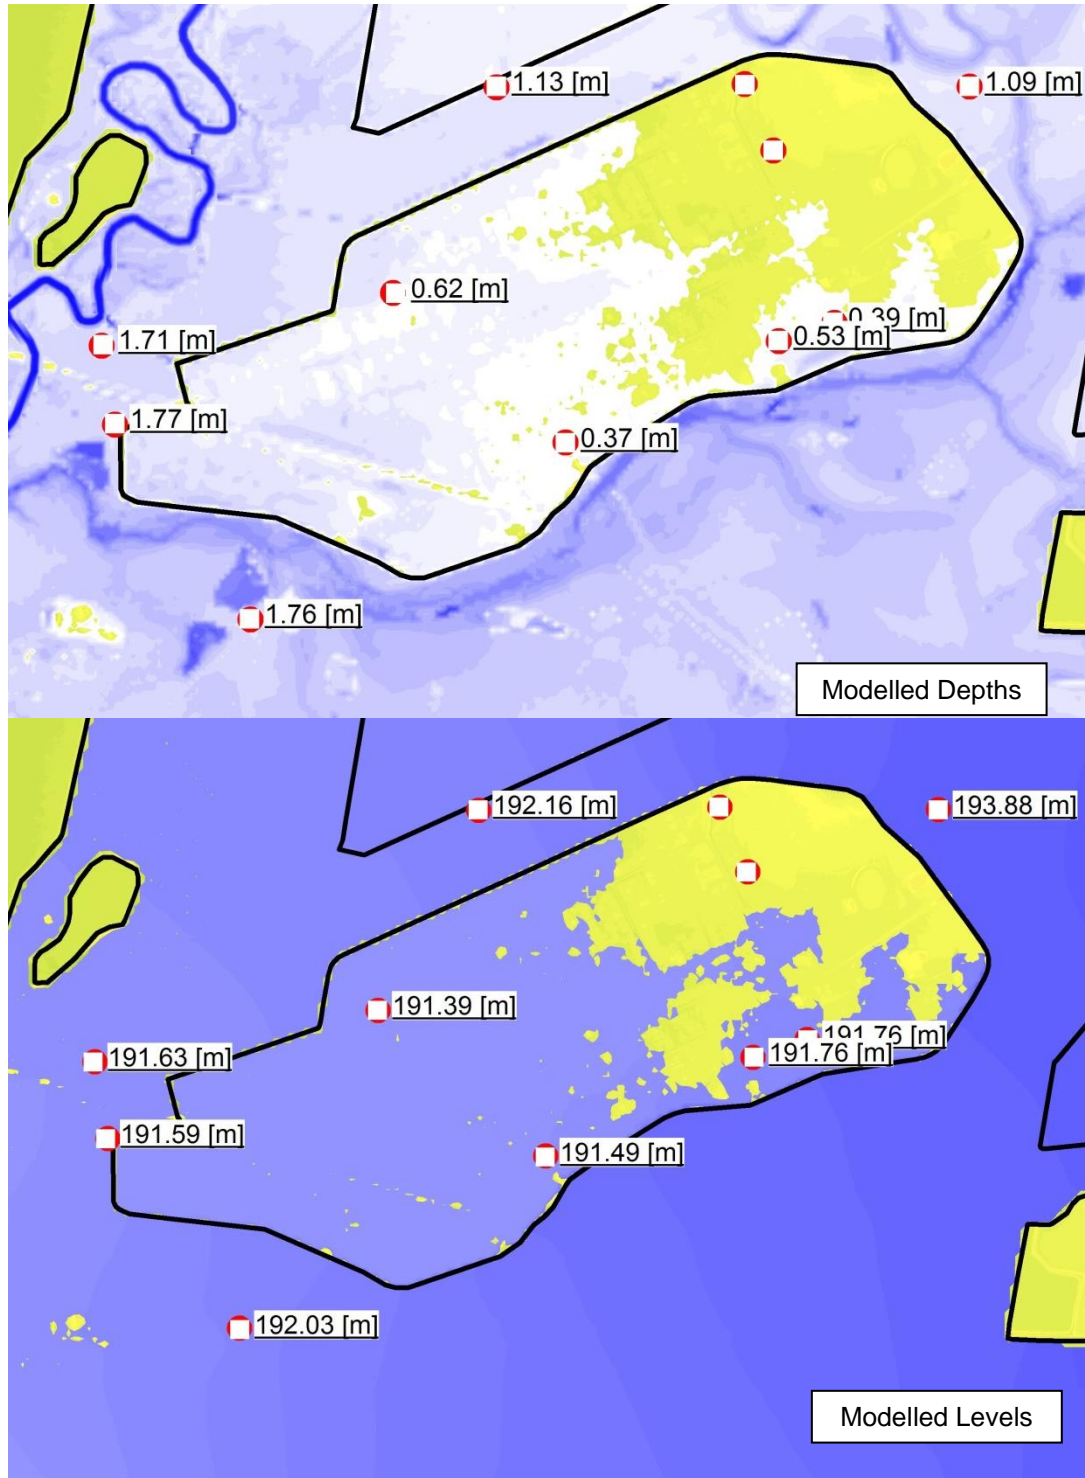 1.13 [m]
1.09 [m]
0.62 [m]
0.39 [m]
1.71 [m]
0.53 [m]
1.77 [m]
0.37 [m]
1.76 [m]
Modelled Depths
192.16 [m]
193.88 [m]
191.39 [m]
191.76 [m]
191.63 [m]
191.76 [m]
191.59 [m]
191.49 [m]
192.03 [m]
Modelled Levels